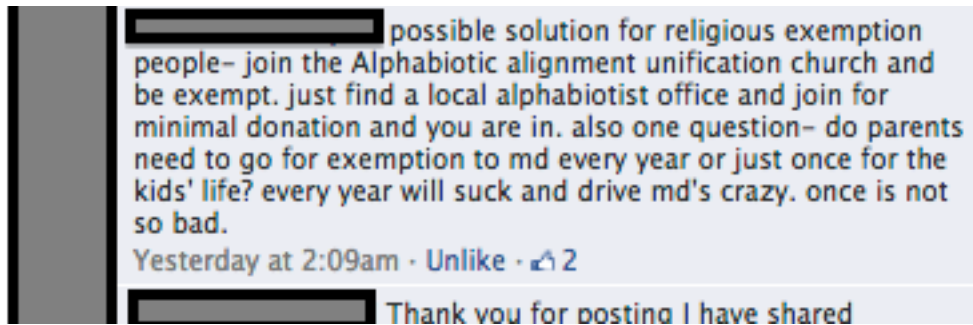 possible solution for religious exemption
people– join the Alphabiotic alignment unification church and
be exempt. just find a local alphabiotist office and join for
minimal donation and you are in. also one question– do parents
need to go for exemption to md every year or just once for the
kids' life? every year will suck and drive md's crazy. once is not
so bad.
Yesterday at 2:09am · Unlike · 2
Thank you for posting I have shared